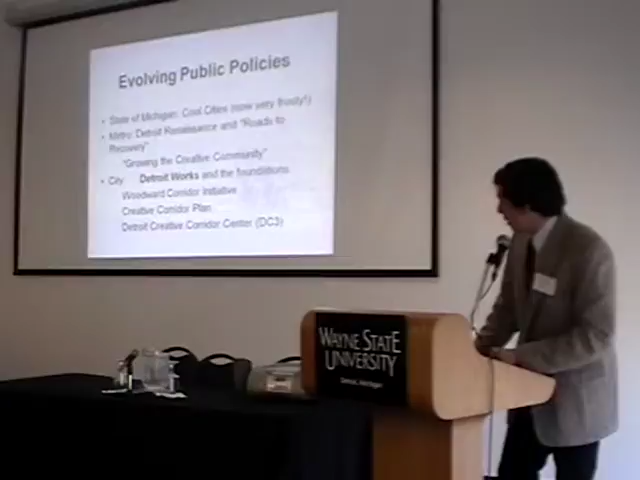 Evolving Public Policies
• State of Michigan: Cool Cities (now very frosty!)
• Metro: Detroit Renaissance and "Roads to
Recovery"
"Growing the Creative Community"
• City Detroit Works and the foundations
Woodward Corridor Initiative
Creative Corridor Plan
Detroit Creative Corridor Center (DC3)
WAYNE STATE
UNIVERSITY
Detroit, Michigan